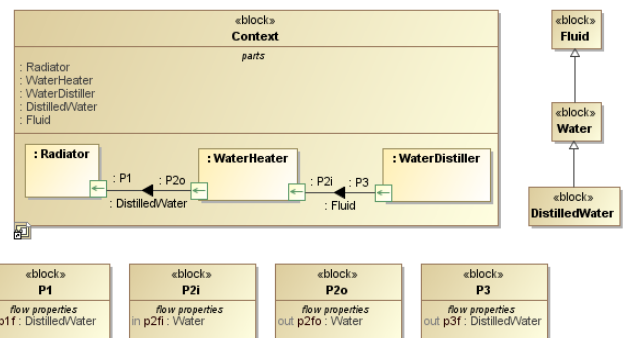 «block»
Context
parts
: Radiator
: WaterHeater
: WaterDistiller
: DistilledWater
: Fluid
: Radiator
: P1
: P2o
: DistilledWater
: WaterHeater
: P2i
: P3
: Fluid
: WaterDistiller
«block»
Fluid
«block»
Water
«block»
DistilledWater
«block»
P1
flow properties
p1f : DistilledWater
«block»
P2i
flow properties
in p2fi : Water
«block»
P2o
flow properties
out p2fo : Water
«block»
P3
flow properties
out p3f : DistilledWater